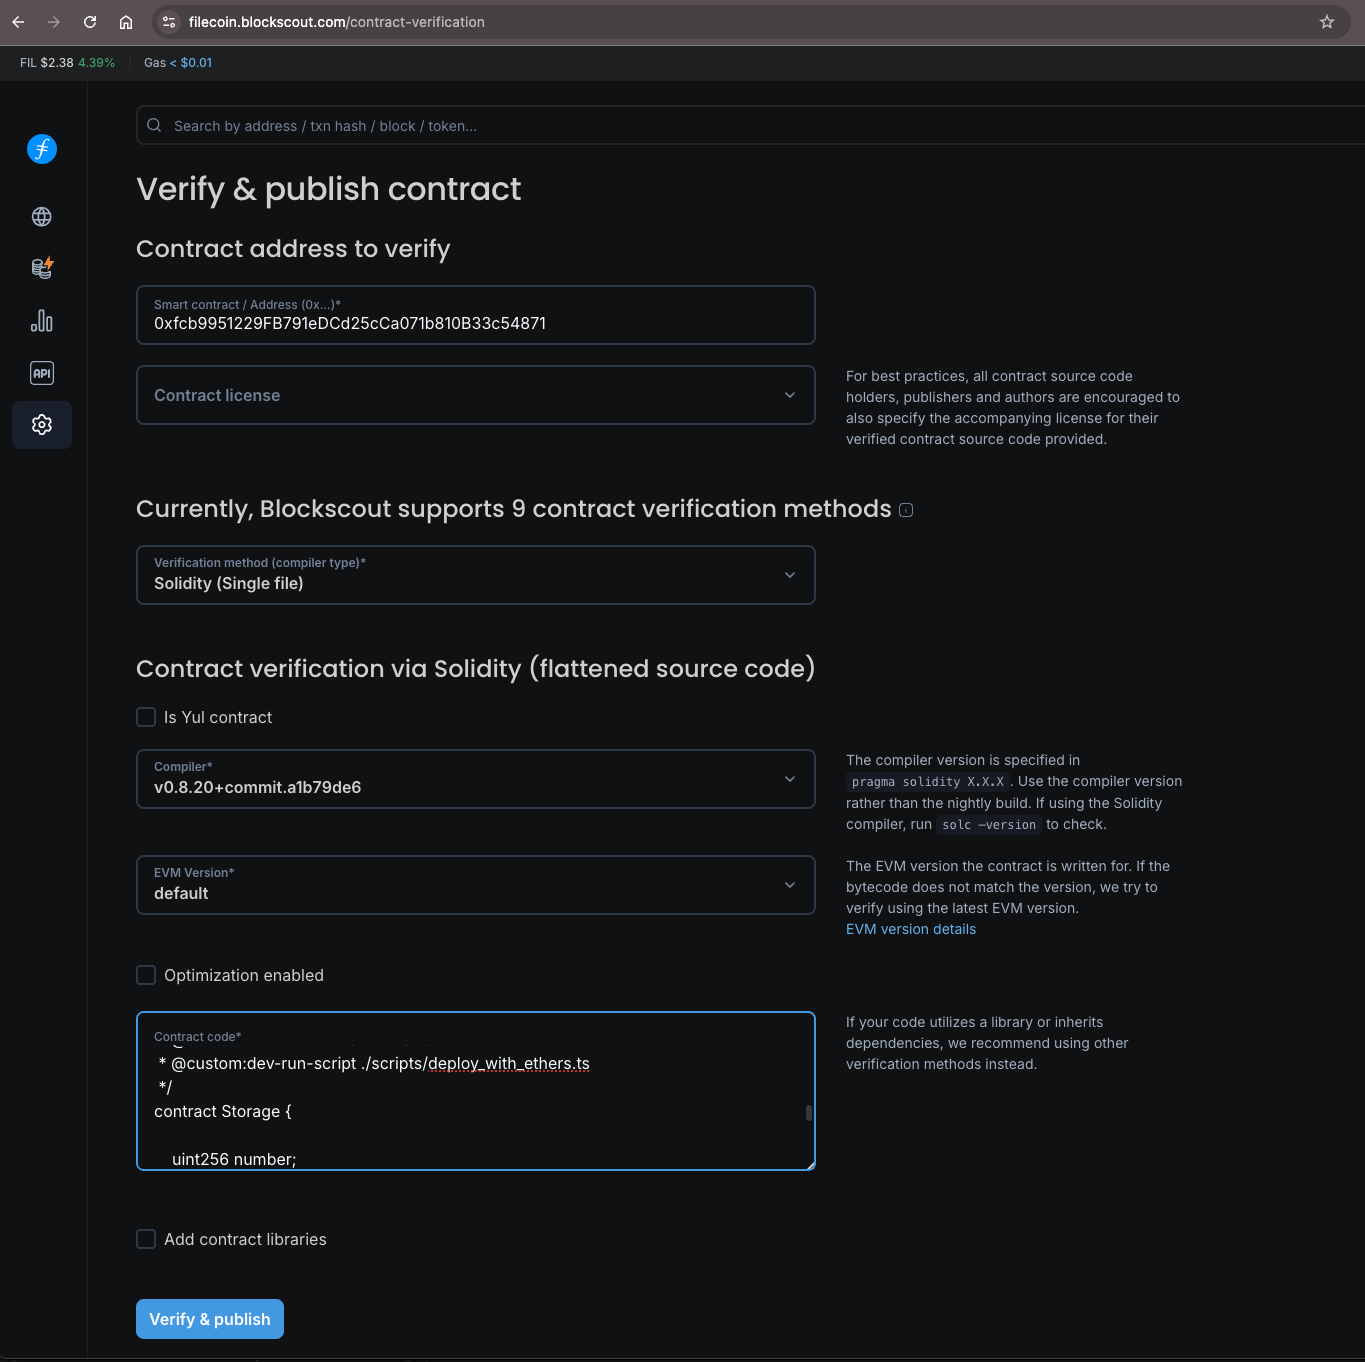 filecoin.blockscout.com/contract-verification
FIL $2.38 4.39% Gas < $0.01
Search by address / txn hash / block / token...
Verify & publish contract
Contract address to verify
Smart contract / Address (0x...)*
0xfcb9951229FB791eDCd25cCa071b810B33c54871
Contract license
For best practices, all contract source code
holders, publishers and authors are encouraged to
also specify the accompanying license for their
verified contract source code provided.
API
Currently, Blockscout supports 9 contract verification methods
Verification method (compiler type)*
Solidity (Single file)
Contract verification via Solidity (flattened source code)
Is Yul contract
Compiler*
v0.8.20+commit.a1b79de6
The compiler version is specified in
pragma solidity X.X.X. Use the compiler version
rather than the nightly build. If using the Solidity
compiler, run solc —version to check.
EVM Version*
default
The EVM version the contract is written for. If the
bytecode does not match the version, we try to
verify using the latest EVM version.
EVM version details
Optimization enabled
Contract code*
* @custom:dev-run-script ./scripts/deploy_with_ethers.ts
*/
contract Storage {
uint256 number;
If your code utilizes a library or inherits
dependencies, we recommend using other
verification methods instead.
Add contract libraries
Verify & publish